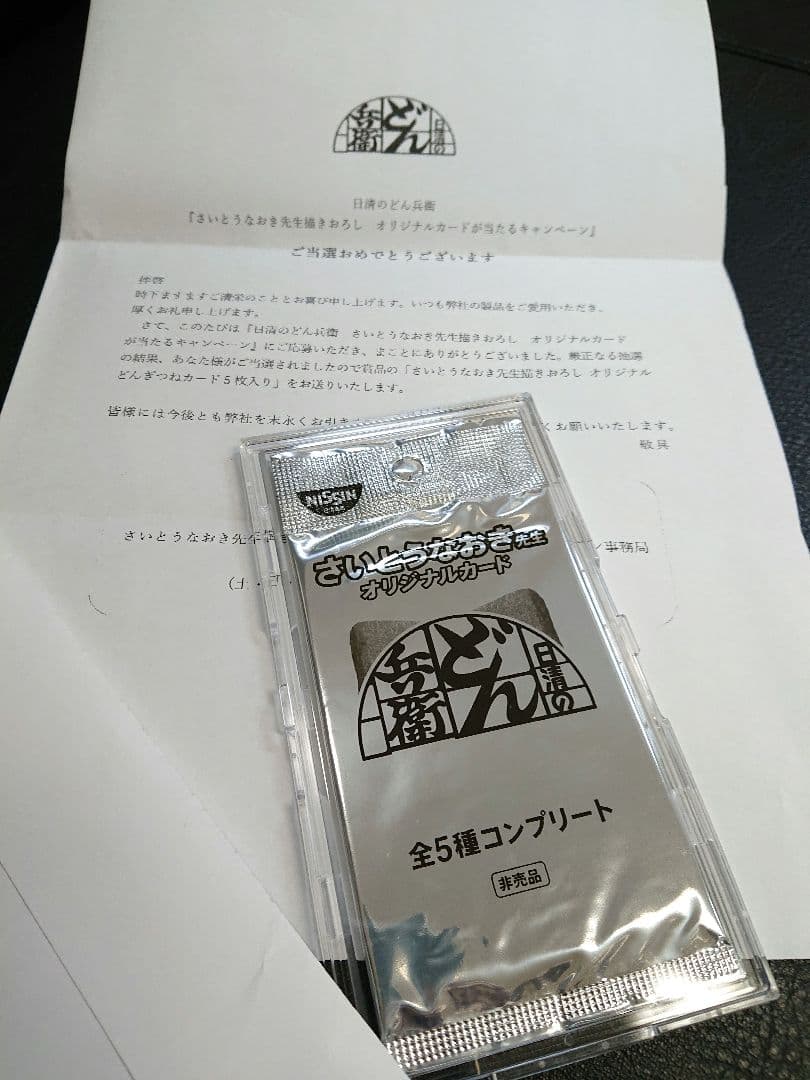 日清の
どん
兵衛
日清のどん兵衛
『さいとうなおき先生描きおろし　オリジナルカードが当たるキャンペーン』
ご当選おめでとうございます
拝啓
時下ますますご清栄のこととお喜び申し上げます。いつも弊社の製品をご愛用いただき、
厚くお礼申し上げます。
さて、このたびは『日清のどん兵衛　さいとうなおき先生描きおろし　オリジナルカード
が当たるキャンペーン』にご応募いただき、まことにありがとうございました。厳正なる抽選
の結果、あなた様がご当選されましたので賞品の「さいとうなおき先生描きおろし オリジナル
どんぎつねカード５枚入り」をお送りいたします。
皆様には今後とも弊社を末永くお引き
くお願いいたします。
敬具
さいとうなおき先生
事務局
（土・
NISSIN
さいとうなおき先生
オリジナルカード
日清の
どん
兵衛
全5種コンプリート
非売品